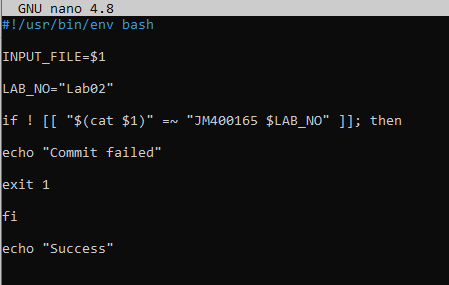 GNU nano 4.8
#!/usr/bin/env bash
INPUT_FILE=$1
LAB_NO="Lab02"
if ! [[ "$(cat $1)" =~ "JM400165 $LAB_NO" ]]; then
echo "Commit failed"
exit 1
fi
echo "Success"